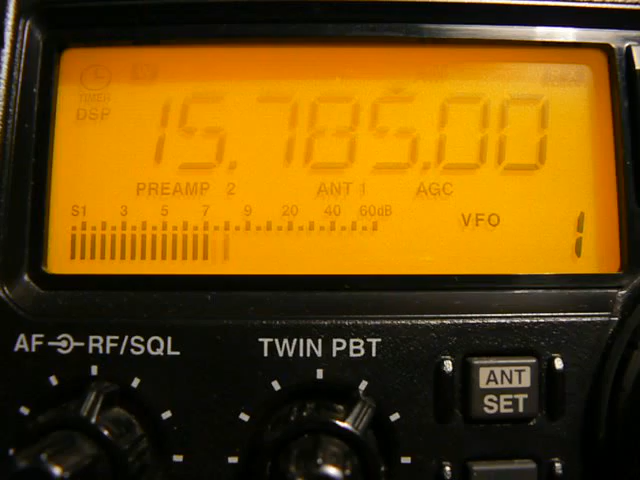 TIMER
DSP
15.785.00
PREAMP 2 ANT 1 AGC
S1 3 5 7 9 20 40 60dB
VFO 1
AF RF/SQL TWIN PBT
ANT
SET